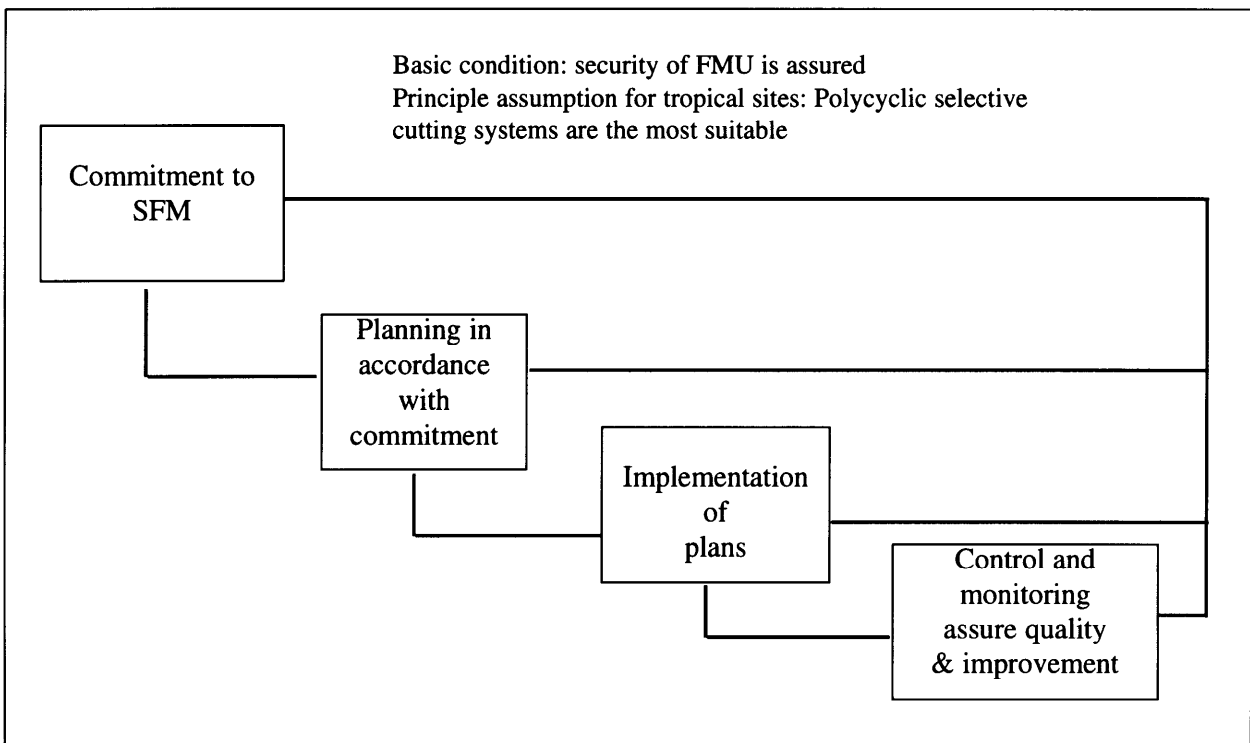 Basic condition: security of FMU is assured
Principle assumption for tropical sites: Polycyclic selective
cutting systems are the most suitable
Commitment to
SFM
Planning in
accordance
with
commitment
Implementation
of
plans
Control and
monitoring
assure quality
& improvement